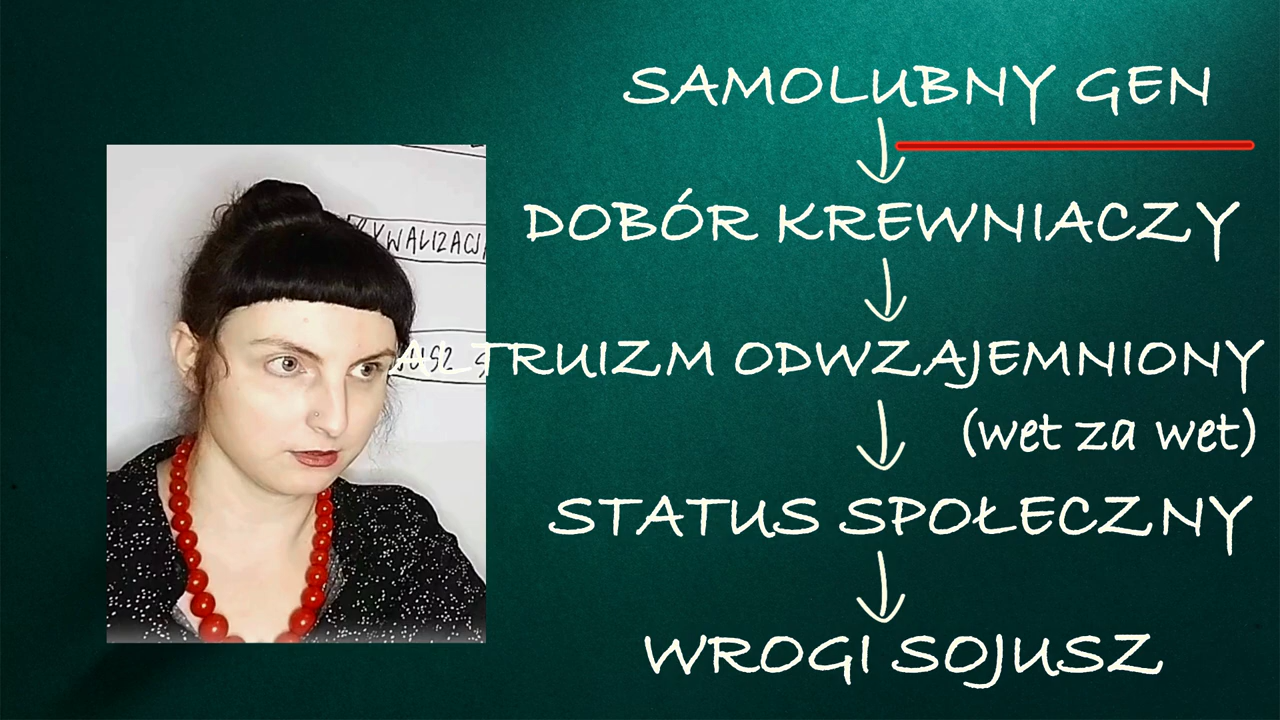 SAMOLUBNY GEN
DOBÓR KREWNIACZY
ALTRUIZM ODWZAJEMNIONY
(wet za wet)
STATUS SPOŁECZNY
WROGI SOJUSZ